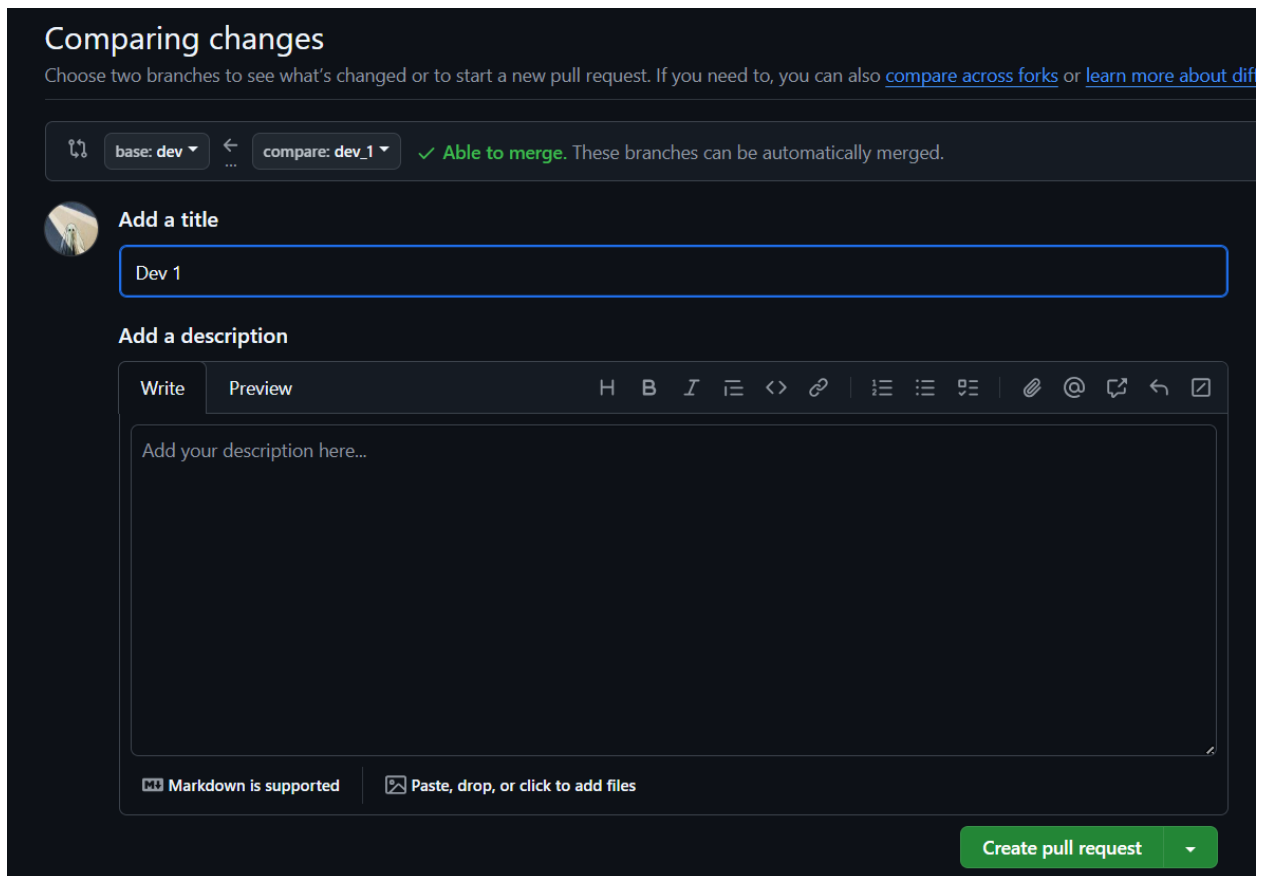 Comparing changes
Choose two branches to see what's changed or to start a new pull request. If you need to, you can also compare across forks or learn more about dif
base: dev ... compare: dev_1 Able to merge. These branches can be automatically merged.
Add a title
Dev 1
Add a description
Write Preview
Add your description here...
Markdown is supported Paste, drop, or click to add files
Create pull request